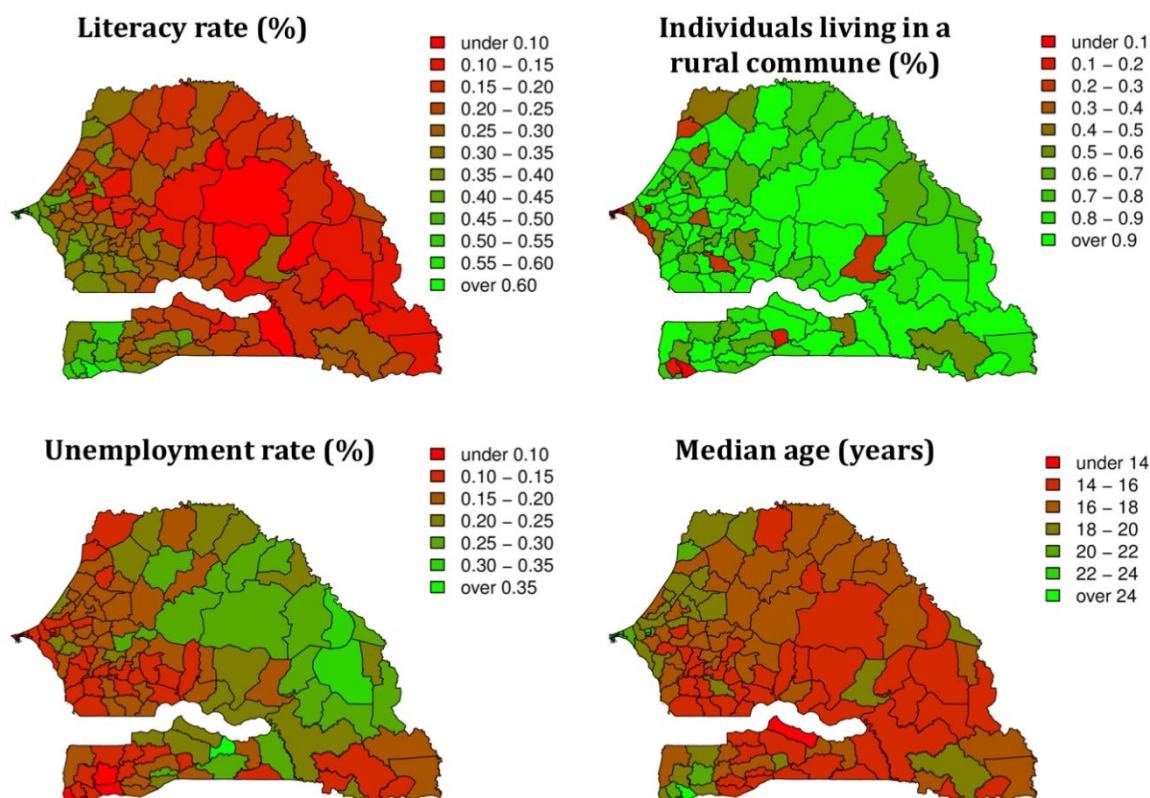 Literacy rate (%)
under 0.10
0.10 – 0.15
0.15 – 0.20
0.20 – 0.25
0.25 – 0.30
0.30 – 0.35
0.35 – 0.40
0.40 – 0.45
0.45 – 0.50
0.50 – 0.55
0.55 – 0.60
over 0.60
Individuals living in a
rural commune (%)
under 0.1
0.1 – 0.2
0.2 – 0.3
0.3 – 0.4
0.4 – 0.5
0.5 – 0.6
0.6 – 0.7
0.7 – 0.8
0.8 – 0.9
over 0.9
Unemployment rate (%)
under 0.10
0.10 – 0.15
0.15 – 0.20
0.20 – 0.25
0.25 – 0.30
0.30 – 0.35
over 0.35
Median age (years)
under 14
14 – 16
16 – 18
18 – 20
20 – 22
22 – 24
over 24